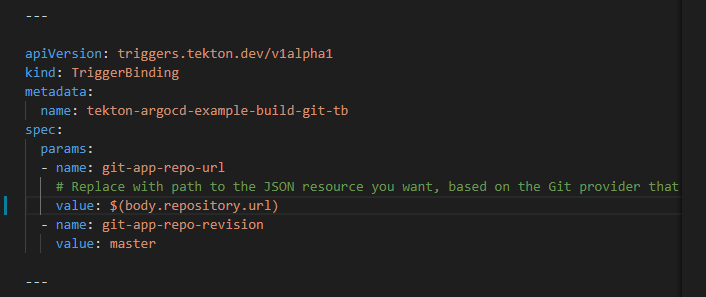 ---
apiVersion: triggers.tekton.dev/v1alpha1
kind: TriggerBinding
metadata:
name: tekton-argocd-example-build-git-tb
spec:
params:
- name: git-app-repo-url
# Replace with path to the JSON resource you want, based on the Git provider that
value: $(body.repository.url)
- name: git-app-repo-revision
value: master
---